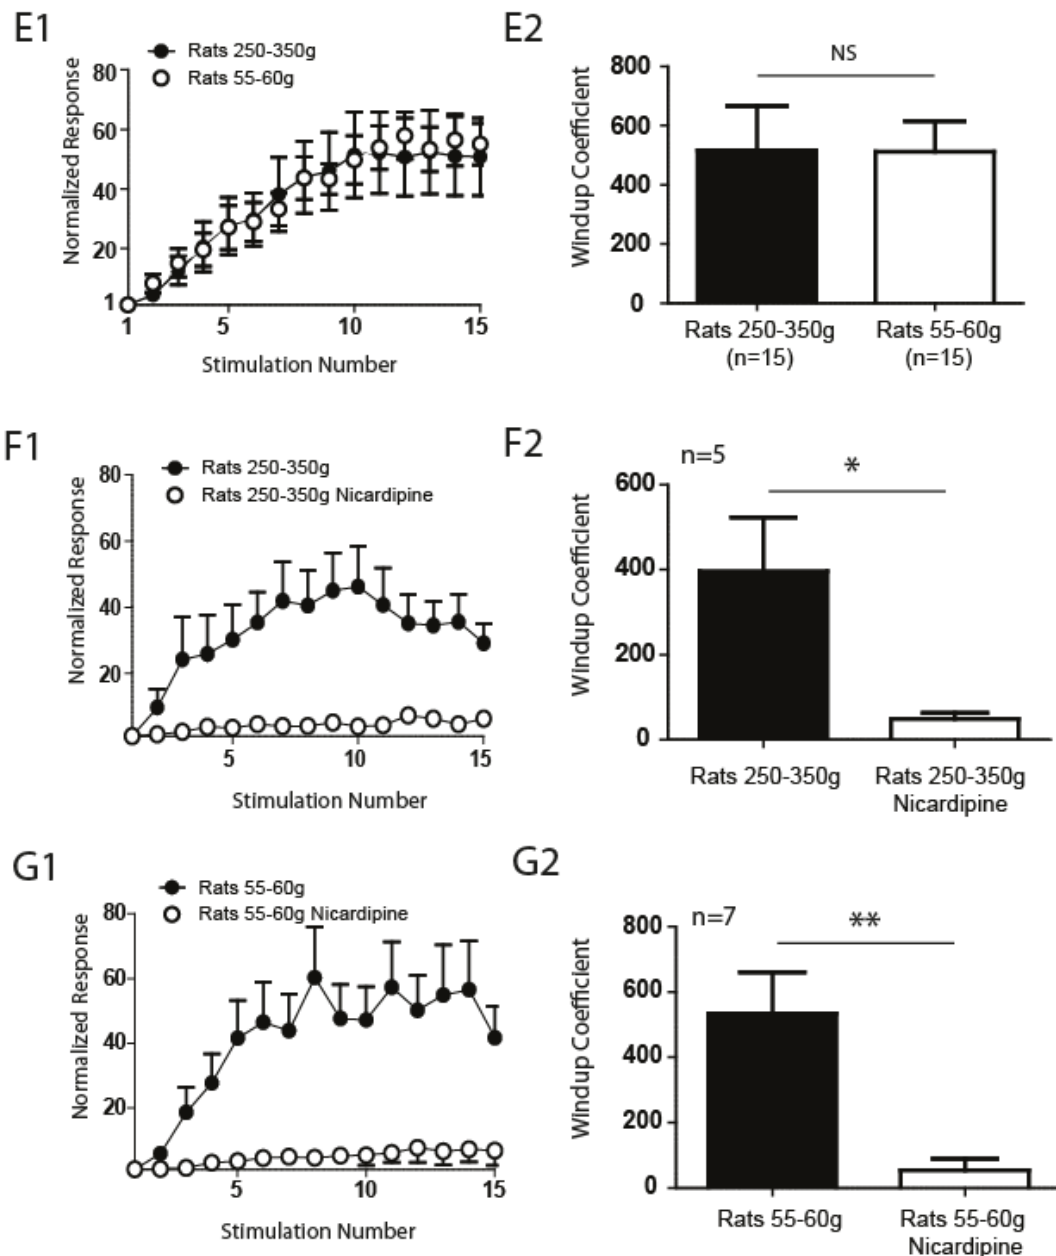 E1
Rats 250-350g
Rats 55-60g
Normalized Response
80
60
40
20
1
1
5
10
15
Stimulation Number
E2
NS
Windup Coefficient
800
600
400
200
0
Rats 250-350g
(n=15)
Rats 55-60g
(n=15)
F1
Rats 250-350g
Rats 250-350g Nicardipine
Normalized Response
80
60
40
20
5
10
15
Stimulation Number
F2
n=5
*
Windup Coefficient
600
400
200
0
Rats 250-350g
Rats 250-350g
Nicardipine
G1
Rats 55-60g
Rats 55-60g Nicardipine
Normalized Response
80
60
40
20
5
10
15
Stimulation Number
G2
n=7
**
Windup Coefficient
800
600
400
200
0
Rats 55-60g
Rats 55-60g
Nicardipine